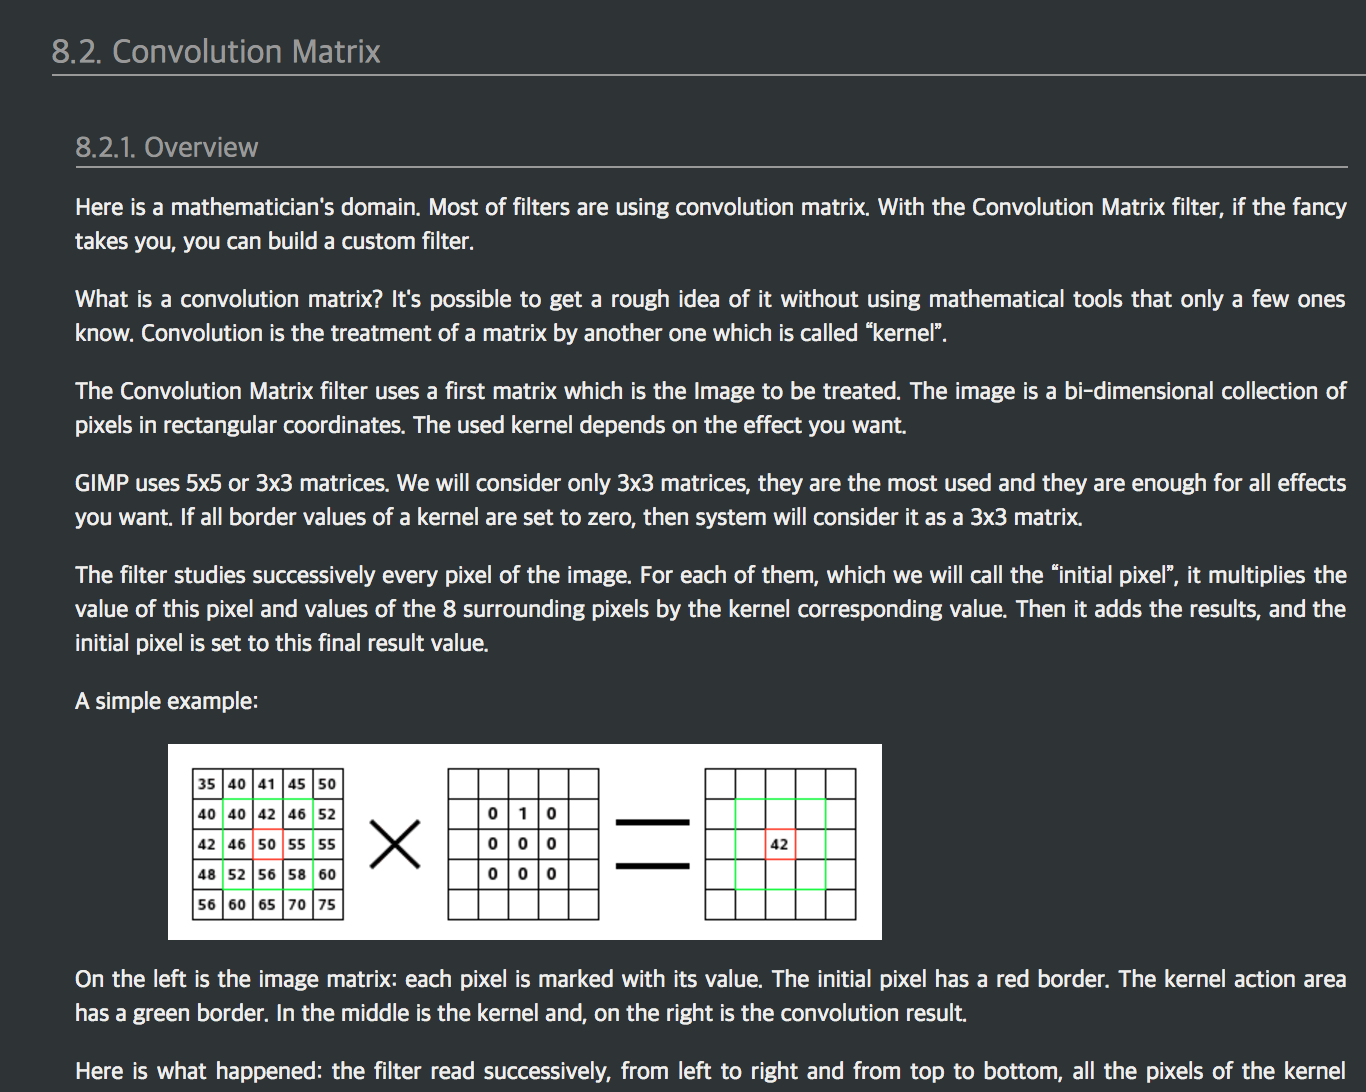 8.2. Convolution Matrix
8.2.1. Overview
Here is a mathematician's domain. Most of filters are using convolution matrix. With the Convolution Matrix filter, if the fancy
takes you, you can build a custom filter.
What is a convolution matrix? It's possible to get a rough idea of it without using mathematical tools that only a few ones
know. Convolution is the treatment of a matrix by another one which is called “kernel”.
The Convolution Matrix filter uses a first matrix which is the Image to be treated. The image is a bi-dimensional collection of
pixels in rectangular coordinates. The used kernel depends on the effect you want.
GIMP uses 5x5 or 3x3 matrices. We will consider only 3x3 matrices, they are the most used and they are enough for all effects
you want. If all border values of a kernel are set to zero, then system will consider it as a 3x3 matrix.
The filter studies successively every pixel of the image. For each of them, which we will call the “initial pixel”, it multiplies the
value of this pixel and values of the 8 surrounding pixels by the kernel corresponding value. Then it adds the results, and the
initial pixel is set to this final result value.
A simple example:
35 40 41 45 50
40 40 42 46 52 0 1 0
42 46 50 55 55 0 0 0 42
48 52 56 58 60 0 0 0
56 60 65 70 75
On the left is the image matrix: each pixel is marked with its value. The initial pixel has a red border. The kernel action area
has a green border. In the middle is the kernel and, on the right is the convolution result.
Here is what happened: the filter read successively, from left to right and from top to bottom, all the pixels of the kernel